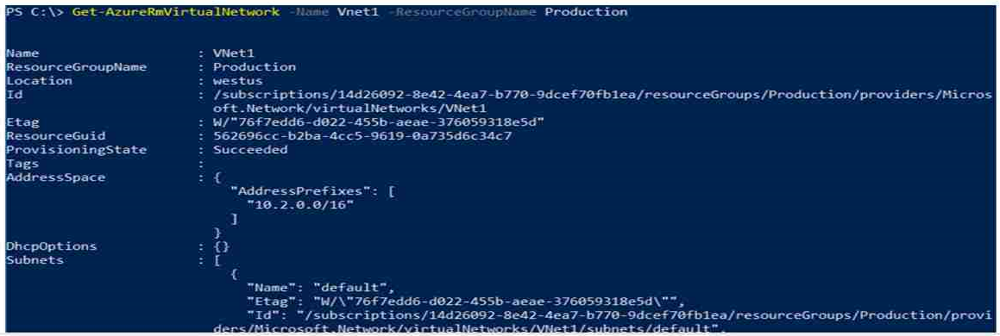 PS C:\> Get-AzureRmVirtualNetwork -Name Vnet1 -ResourceGroupName Production
Name : VNet1
ResourceGroupName : Production
Location : westus
Id : /subscriptions/14d26092-8e42-4ea7-b770-9dcef70fb1ea/resourceGroups/Production/providers/Micros
oft.Network/virtualNetworks/VNet1
Etag : W/"76f7edd6-d022-455b-aeae-376059318e5d"
ResourceGuid : 562696cc-b2ba-4cc5-9619-0a735d6c34c7
ProvisioningState : Succeeded
Tags :
AddressSpace : {
"AddressPrefixes": [
"10.2.0.0/16"
]
}
DhcpOptions : {}
Subnets : [
{
"Name": "default",
"Etag": "W/\"76f7edd6-d022-455b-aeae-376059318e5d\"",
"Id": "/subscriptions/14d26092-8e42-4ea7-b770-9dcef70fb1ea/resourceGroups/Production/provi
ders/Microsoft.Network/virtualNetworks/VNet1/subnets/default",